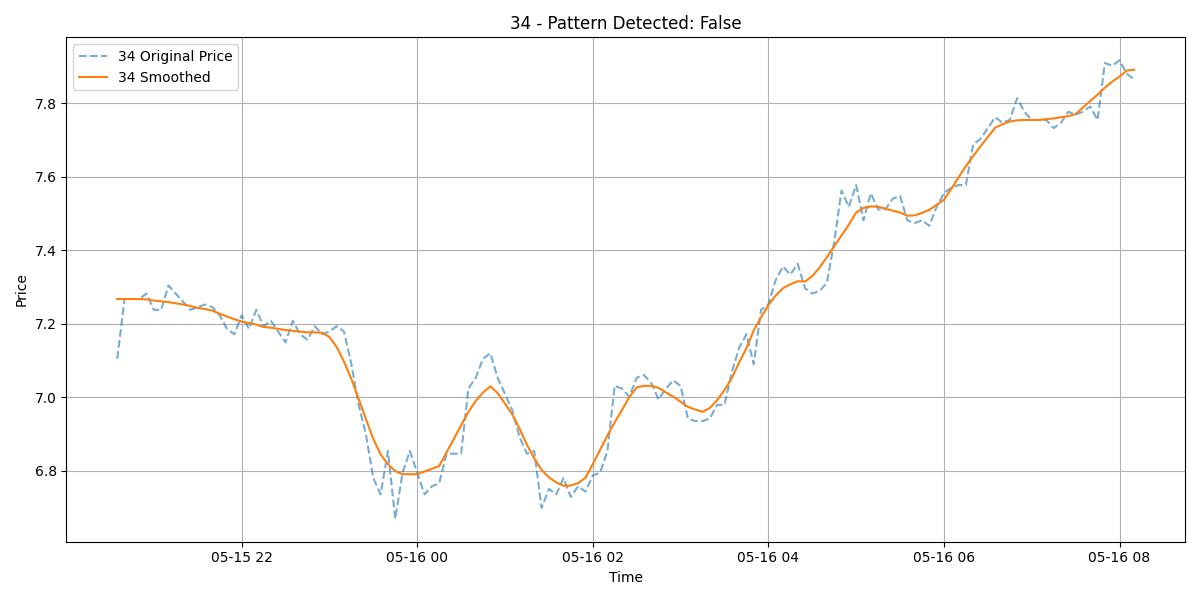 34 - Pattern Detected: False
34 Original Price
34 Smoothed
Price
7.8
7.6
7.4
7.2
7.0
6.8
05-15 22
05-16 00
05-16 02
05-16 04
05-16 06
05-16 08
Time